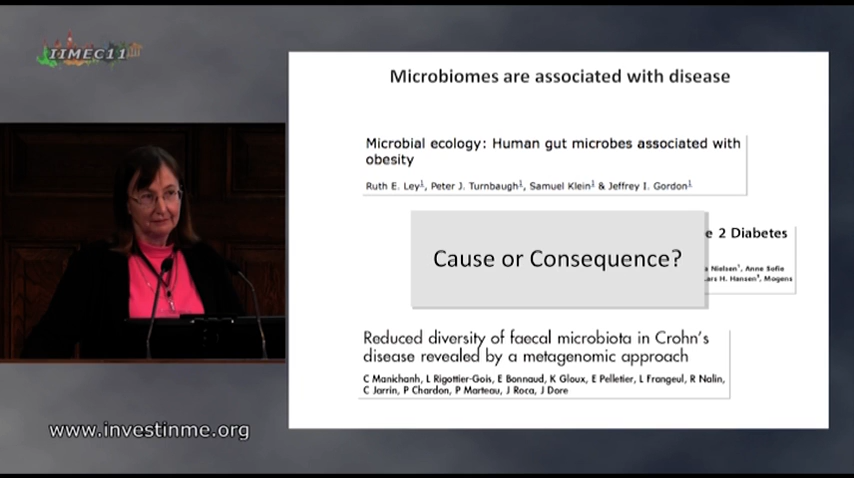 IIMEC11
Microbiomes are associated with disease
Microbial ecology: Human gut microbes associated with
obesity
Ruth E. Ley1, Peter J. Turnbaugh1, Samuel Klein1 & Jeffrey I. Gordon1
e 2 Diabetes
Cause or Consequence?
Nielsen1, Anne Sofie
ars H. Hansen4, Mogens
Reduced diversity of faecal microbiota in Crohn's
disease revealed by a metagenomic approach
C Manichanh, L Rigottier-Gois, E Bonnaud, K Gloux, E Pelletier, L Frangeul, R Nalin,
C Jarrin, P Chardon, P Marteau, J Roca, J Dore
www.investinme.org